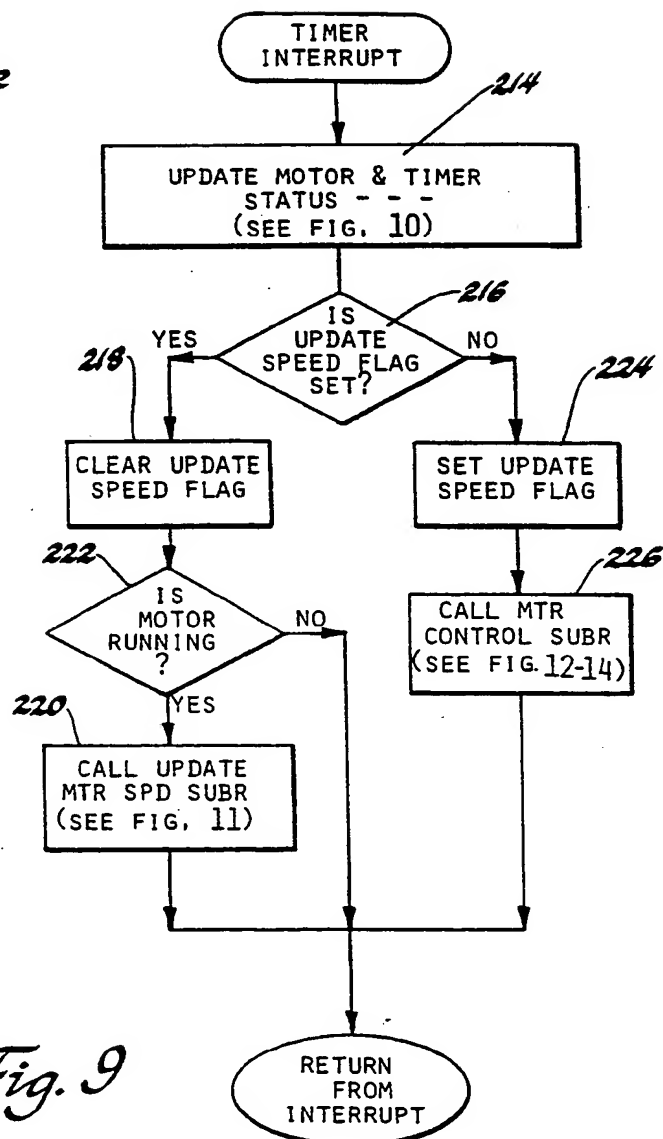 TIMER
INTERRUPT
214
UPDATE MOTOR & TIMER
STATUS - - -
(SEE FIG. 10)
216
IS
UPDATE
SPEED FLAG
SET?
YES
NO
218
CLEAR UPDATE
SPEED FLAG
224
SET UPDATE
SPEED FLAG
222
IS
MOTOR
RUNNING
?
NO
YES
226
CALL MTR
CONTROL SUBR
(SEE FIG.12-14)
220
CALL UPDATE
MTR SPD SUBR
(SEE FIG. 11)
RETURN
FROM
INTERRUPT
Fig. 9